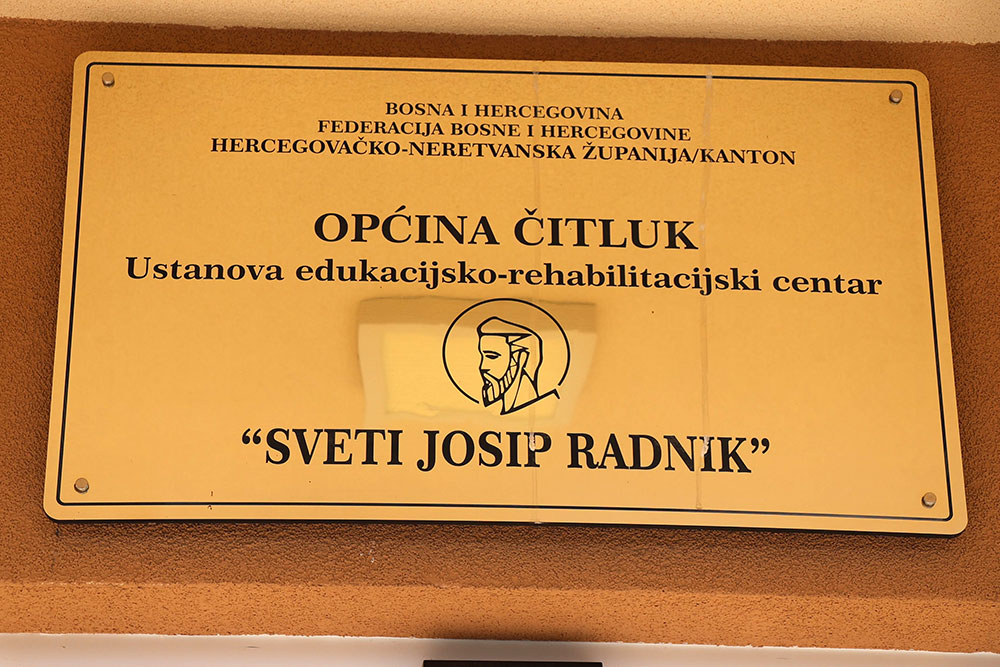 BOSNA I HERCEGOVINA
FEDERACIJA BOSNE I HERCEGOVINE
HERCEGOVAČKO-NERETVANSKA ŽUPANIJA/KANTON
OPĆINA ČITLUK
Ustanova edukacijsko-rehabilitacijski centar
“SVETI JOSIP RADNIK”